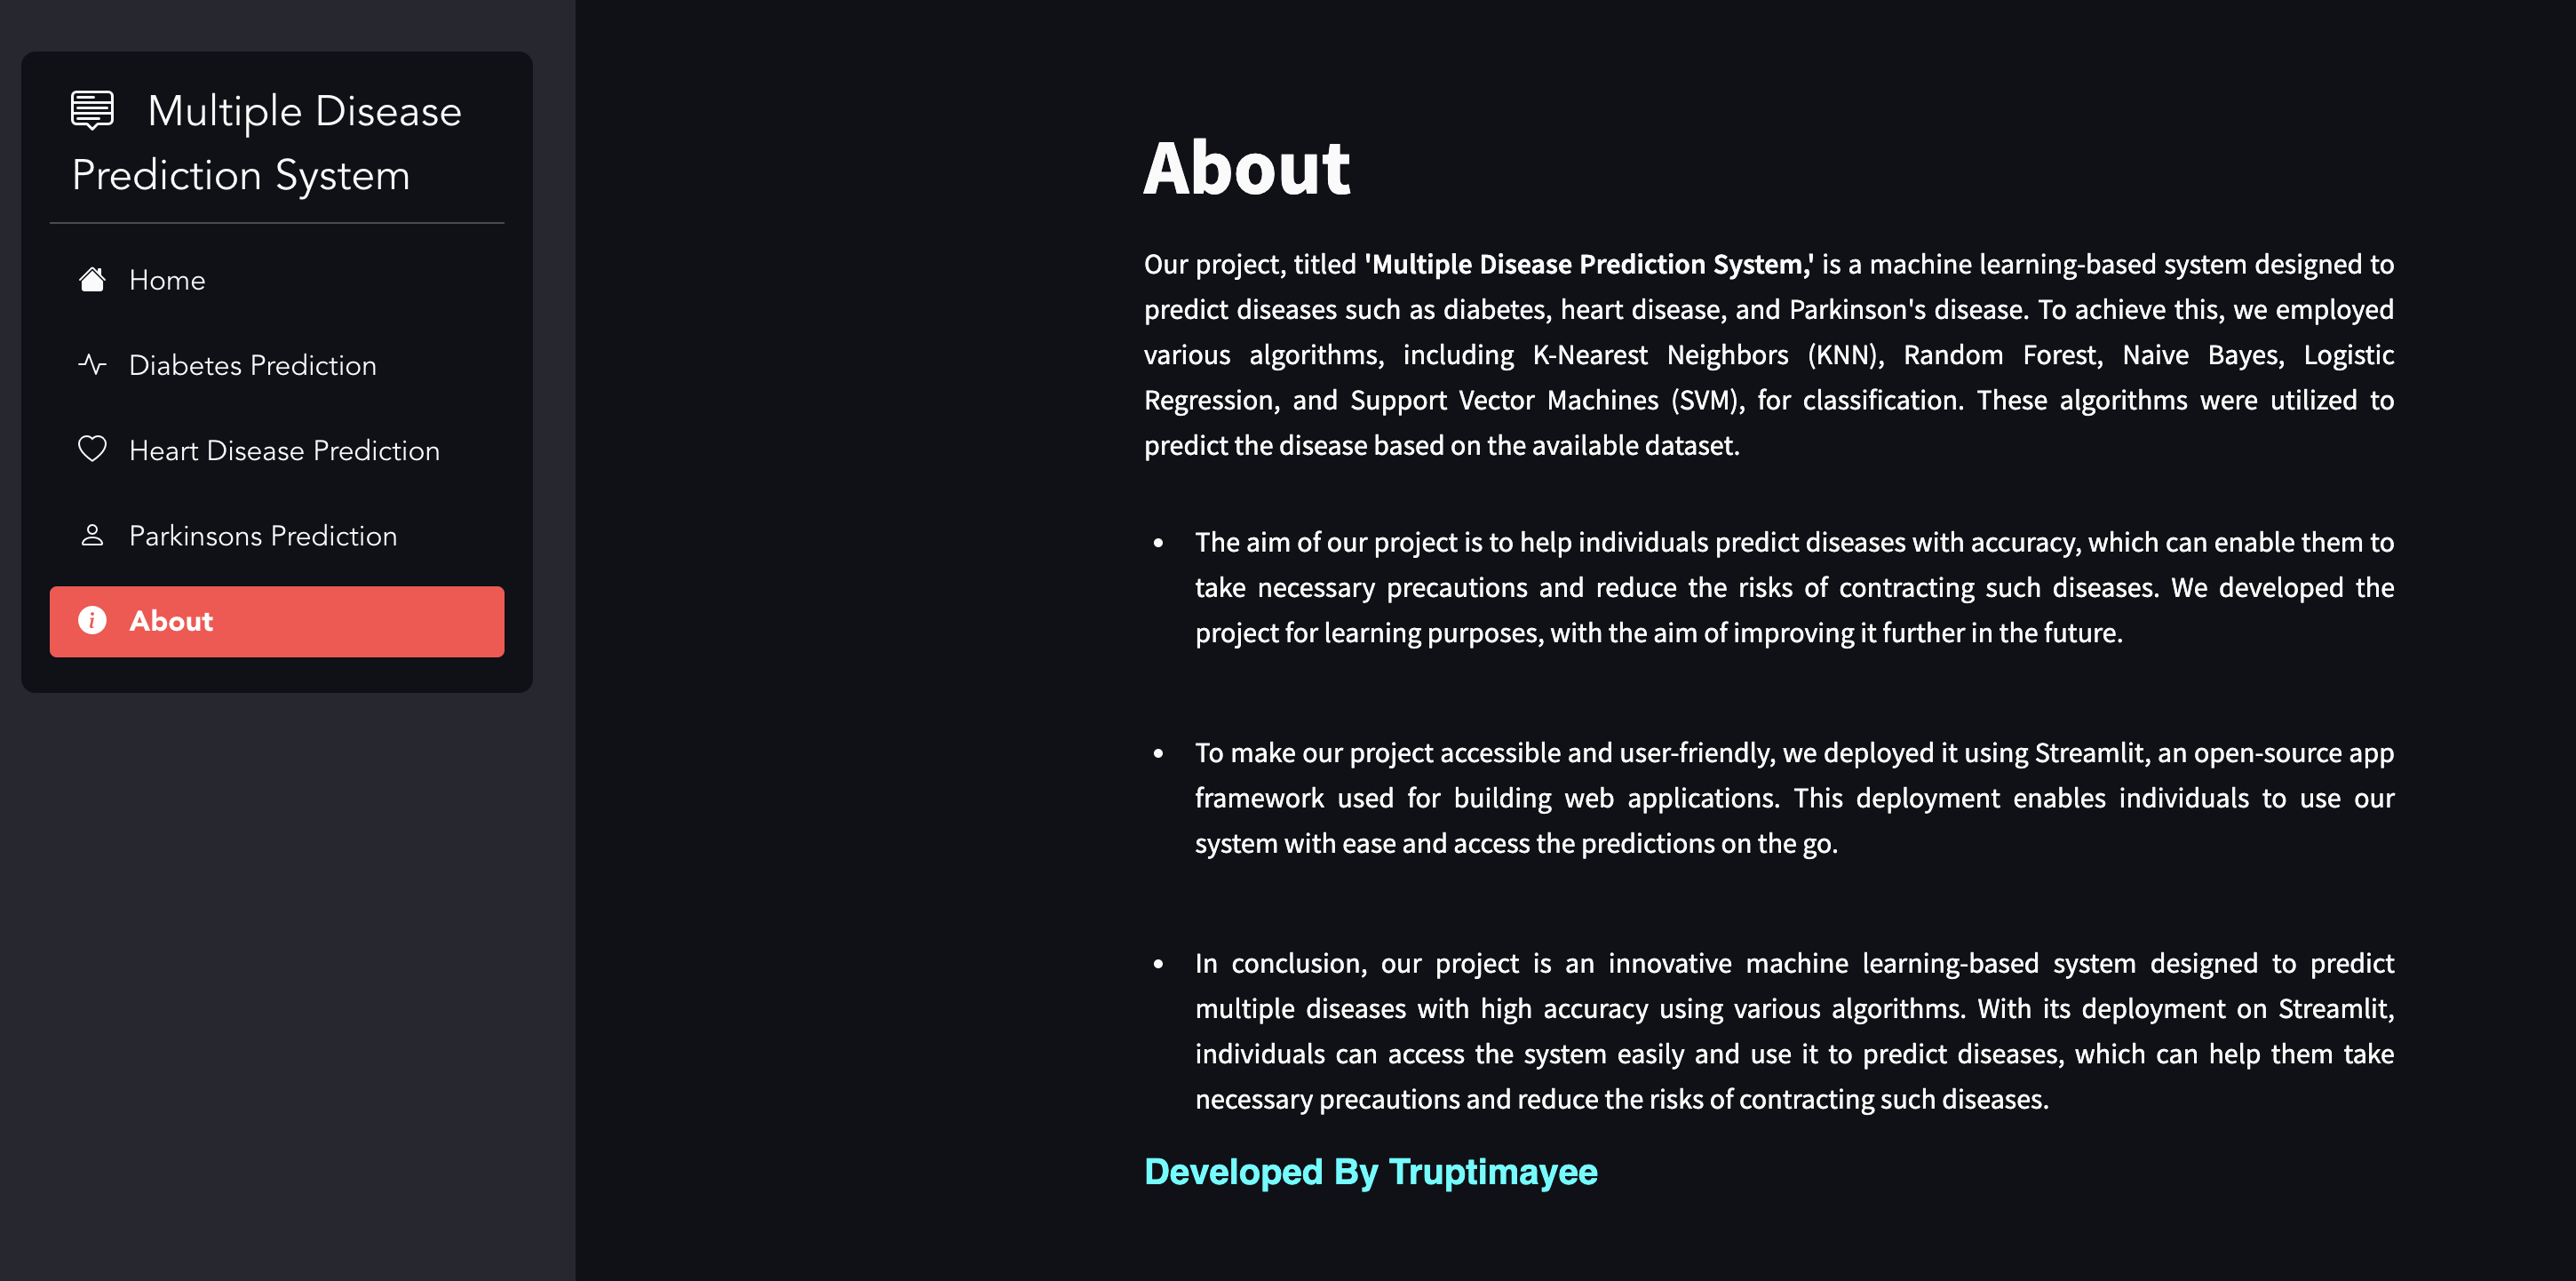 Multiple Disease
Prediction System
Home
Diabetes Prediction
Heart Disease Prediction
Parkinsons Prediction
About
About
Our project, titled 'Multiple Disease Prediction System,' is a machine learning-based system designed to
predict diseases such as diabetes, heart disease, and Parkinson's disease. To achieve this, we employed
various algorithms, including K-Nearest Neighbors (KNN), Random Forest, Naive Bayes, Logistic
Regression, and Support Vector Machines (SVM), for classification. These algorithms were utilized to
predict the disease based on the available dataset.
• The aim of our project is to help individuals predict diseases with accuracy, which can enable them to
take necessary precautions and reduce the risks of contracting such diseases. We developed the
project for learning purposes, with the aim of improving it further in the future.
• To make our project accessible and user-friendly, we deployed it using Streamlit, an open-source app
framework used for building web applications. This deployment enables individuals to use our
system with ease and access the predictions on the go.
• In conclusion, our project is an innovative machine learning-based system designed to predict
multiple diseases with high accuracy using various algorithms. With its deployment on Streamlit,
individuals can access the system easily and use it to predict diseases, which can help them take
necessary precautions and reduce the risks of contracting such diseases.
Developed By Truptimayee